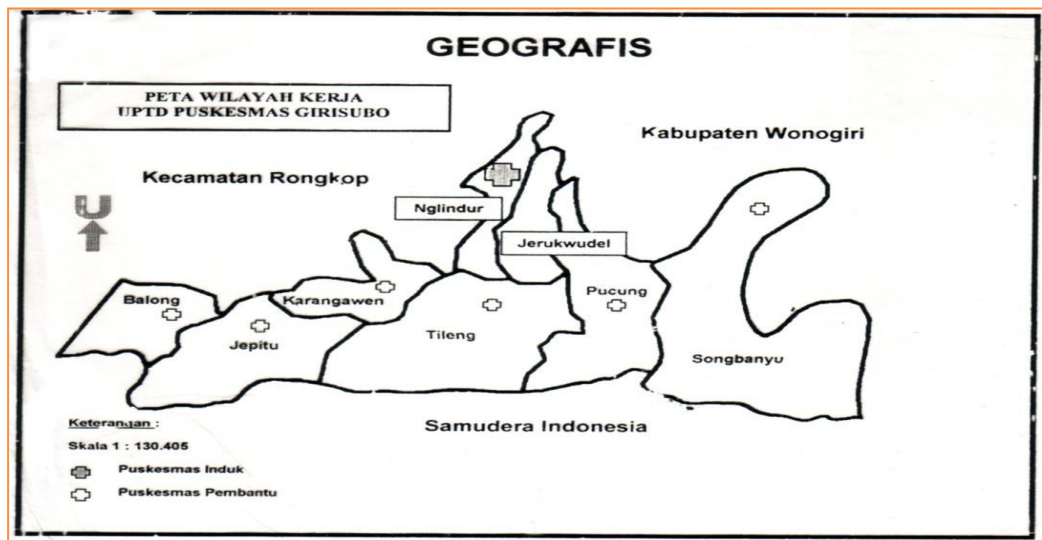 GEOGRAFIS
PETA WILAYAH KERJA
UPTD PUSKESMAS GIRISUBO
Kabupaten Wonogiri
Kecamatan Rongkop
U
Nglindur
Jerukwudel
Balong
Karangawen
Pucung
Jepitu
Tileng
Songbanyu
Samudera Indonesia
Keterangan :
Skala 1 : 130.405
Puskesmas Induk
Puskesmas Pembantu